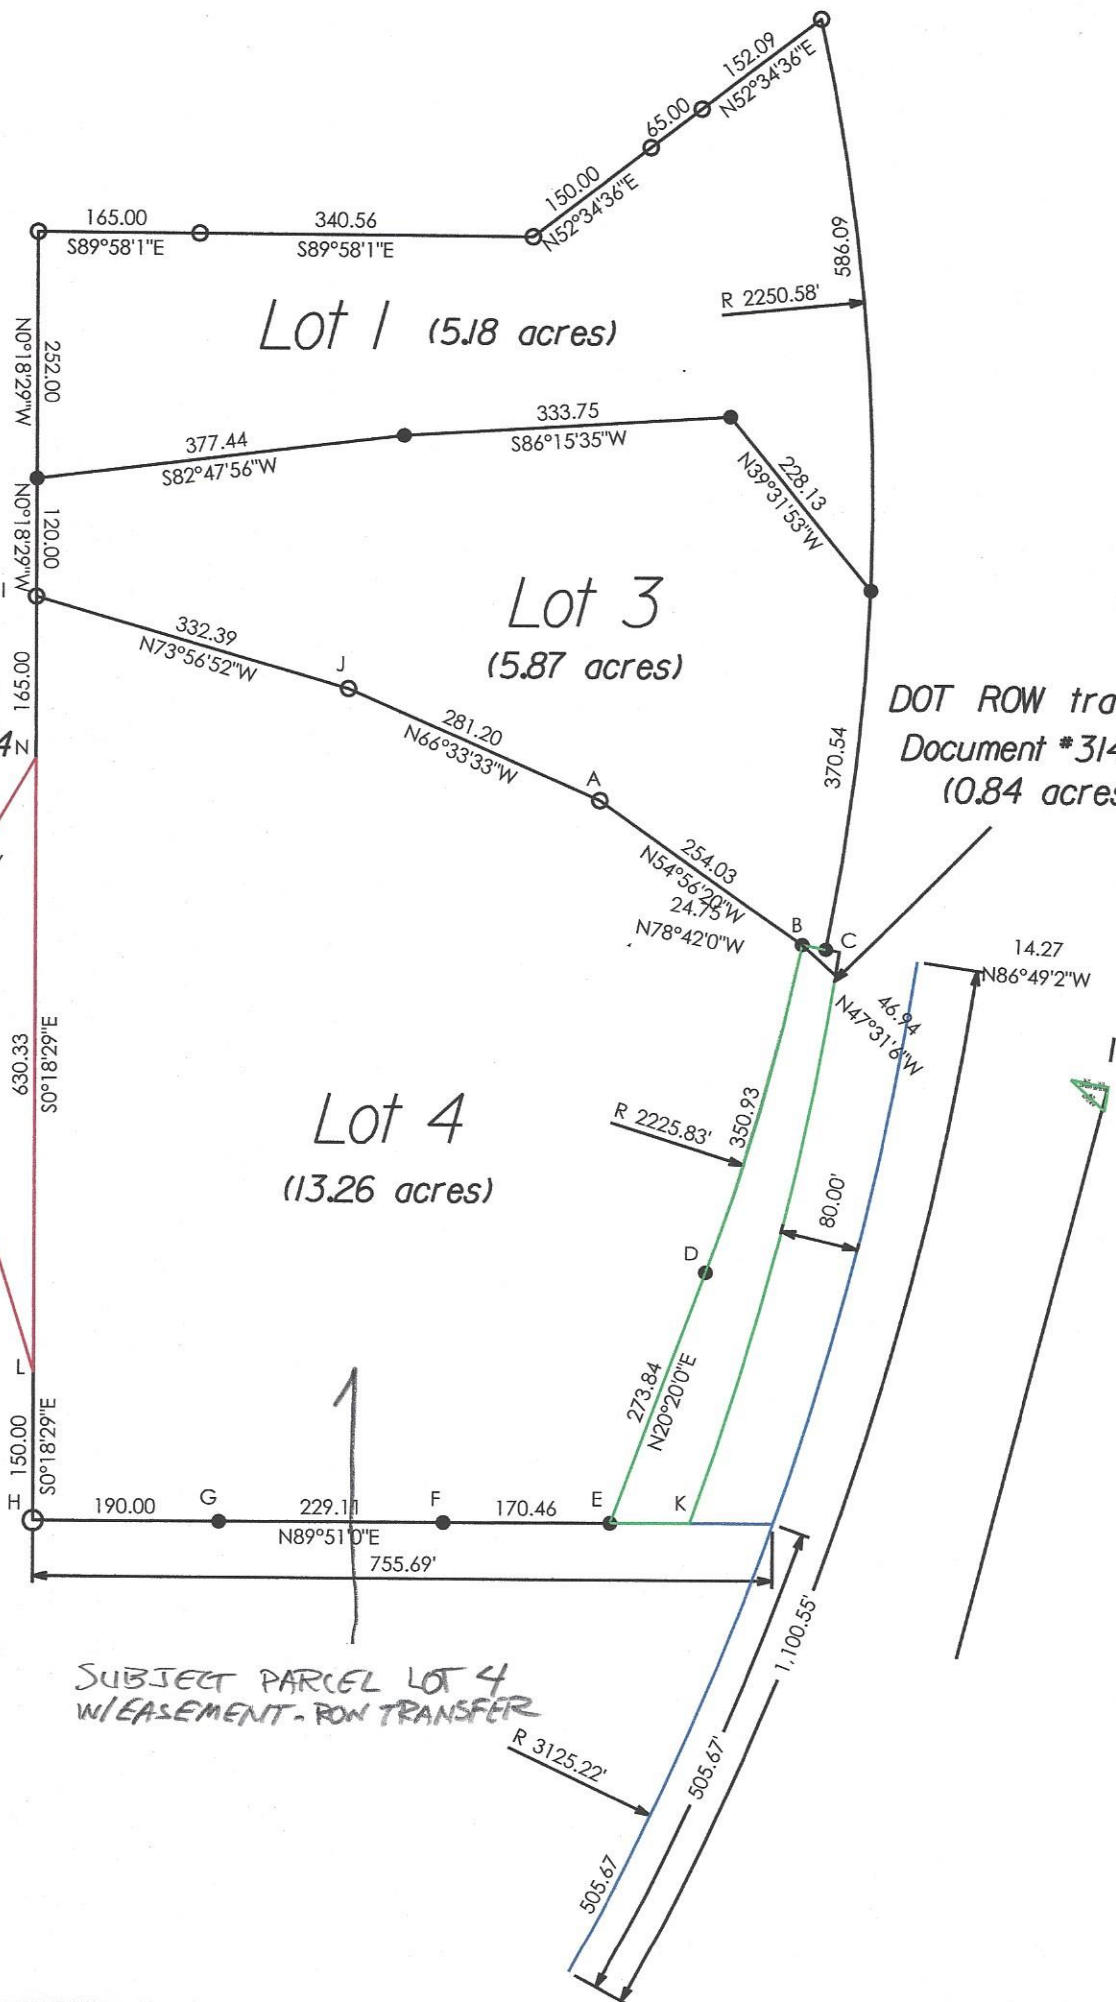 152.09
N52°34'36"E
65.00
150.00
N52°34'36"E
165.00
S89°58'1"E
340.56
S89°58'1"E
586.09
R 2250.58'
Lot 1 (5.18 acres)
N0°18'29"W
252.00
377.44
S82°47'56"W
333.75
S86°15'35"W
228.13
N39°31'53"W
N0°18'29"W
120.00
I
332.39
N73°56'52"W
J
Lot 3
(5.87 acres)
165.00
281.20
N66°33'33"W
A
370.54
DOT ROW
Document #314
(0.84 acres
4
N
254.03
N54°56'20"W
24.75
N78°42'0"W
B
C
14.27
N86°49'2"W
46.94
N47°31'6"W
630.33
S0°18'29"E
Lot 4
(13.26 acres)
R 2225.83'
350.93
80.00'
D
273.84
N20°20'0"E
L
150.00
S0°18'29"E
H
190.00
G
229.11
N89°51'0"E
F
170.46
E
K
755.69'
SUBJECT PARCEL LOT 4
W/EASEMENT-ROW TRANSFER
R 3125.22'
505.67'
1,100.55'
505.67